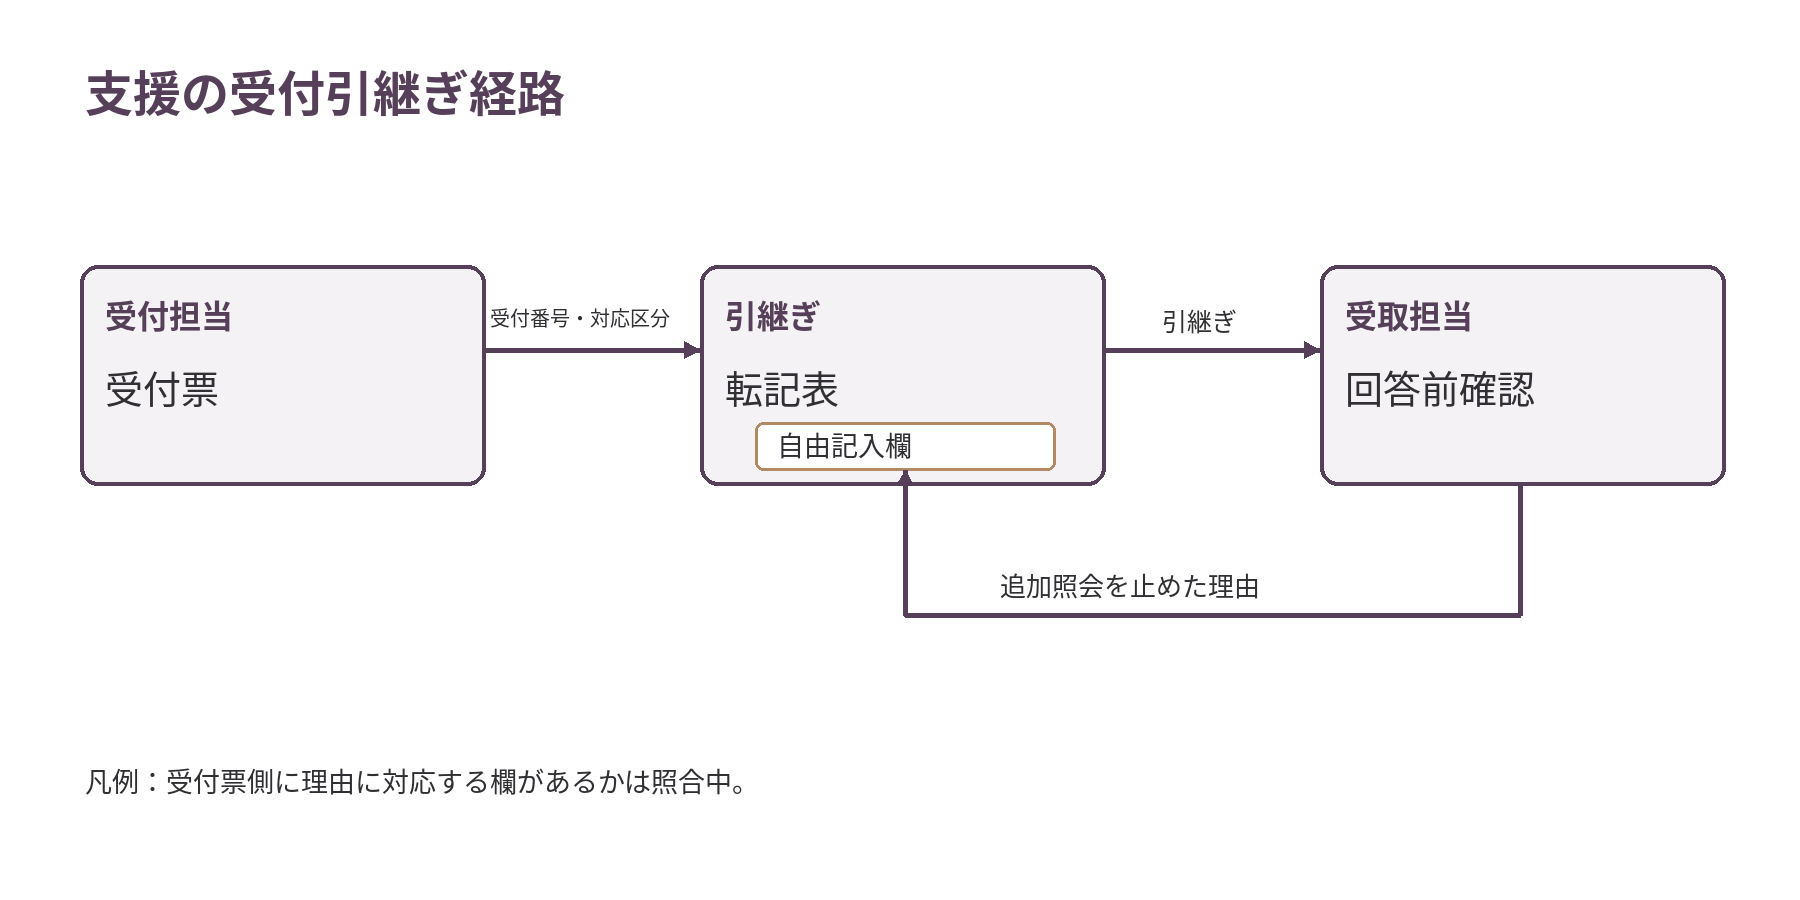 支援の受付引継ぎ経路
受付担当
受付票
受付番号・対応区分
引継ぎ
転記表
自由記入欄
引継ぎ
受取担当
回答前確認
追加照会を止めた理由
凡例：受付票側に理由に対応する欄があるかは照合中。